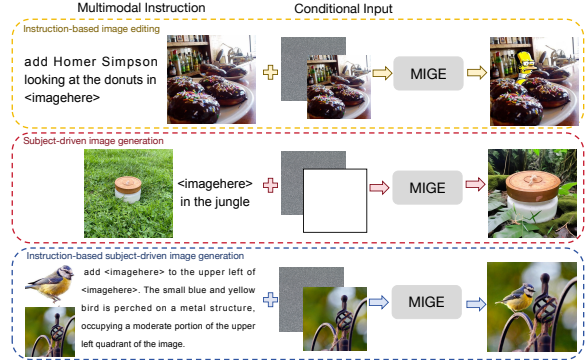 Multimodal Instruction
Conditional Input
Instruction-based image editing
add Homer Simpson
looking at the donuts in
<imagehere>
MIGE
Subject-driven image generation
<imagehere>
in the jungle
MIGE
Instruction-based subject-driven image generation
add <imagehere> to the upper left of
<imagehere>. The small blue and yellow
bird is perched on a metal structure,
occupying a moderate portion of the upper
left quadrant of the image.
MIGE